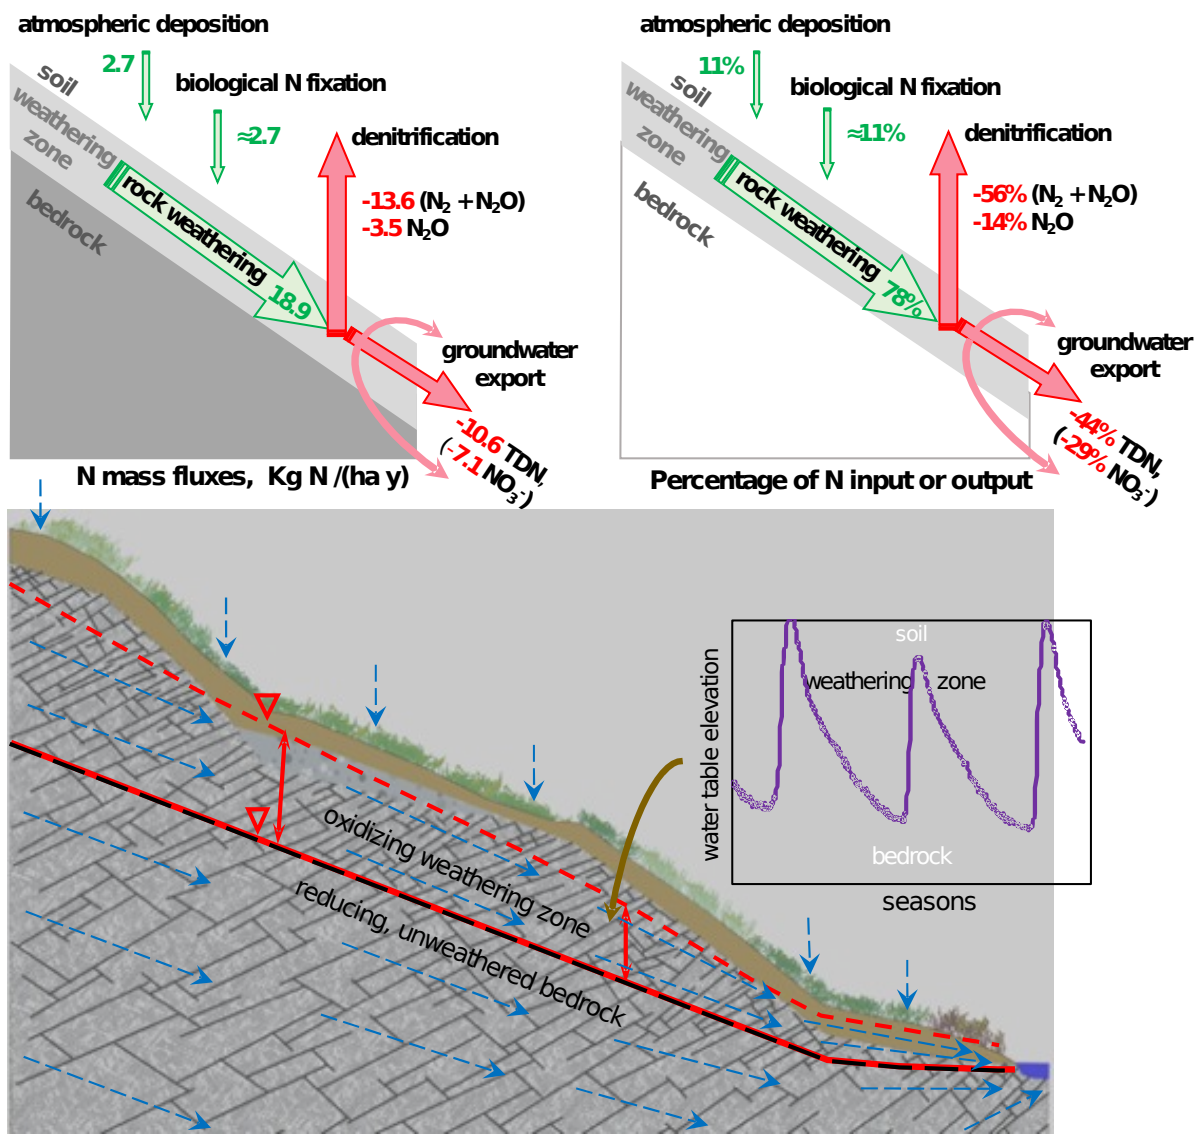 atmospheric deposition
2.7
biological N fixation
≈2.7
soil
weathering
zone
bedrock
rock weathering 18.9
denitrification
-13.6 (N₂ + N₂O)
-3.5 N₂O
groundwater
export
-10.6 TDN,
(-7.1 NO₃⁻)
N mass fluxes, Kg N /(ha y)
atmospheric deposition
11%
biological N fixation
≈11%
soil
weathering
zone
bedrock
rock weathering 78%
denitrification
-56% (N₂ + N₂O)
-14% N₂O
groundwater
export
-44% TDN,
(-29% NO₃⁻)
Percentage of N input or output
oxidizing weathering zone
reducing, unweathered bedrock
water table elevation
soil
weathering zone
bedrock
seasons